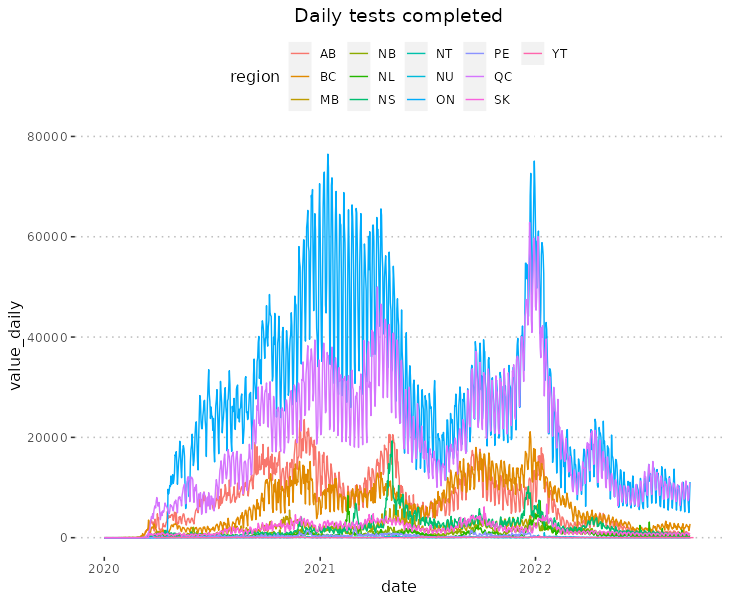 Daily tests completed
region AB NB NT PE YT
BC NL NU QC
MB NS ON SK
value_daily
80000
60000
40000
20000
0
2020 2021 2022
date